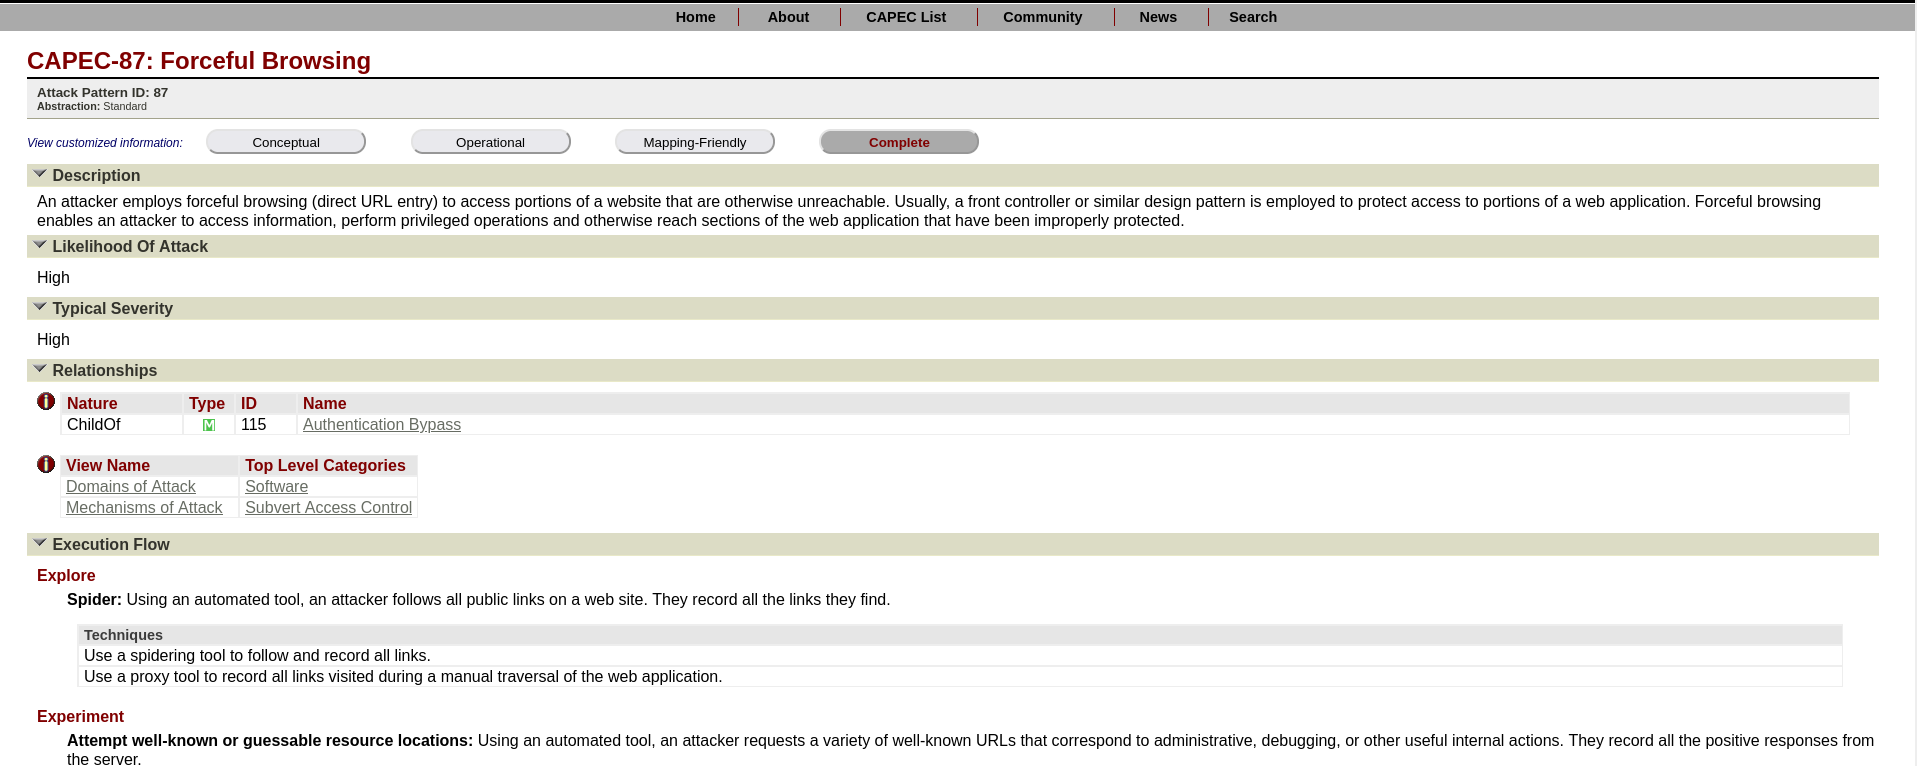 Home About CAPEC List Community News Search
CAPEC-87: Forceful Browsing
Attack Pattern ID: 87
Abstraction: Standard
View customized information: Conceptual Operational Mapping-Friendly Complete
Description
An attacker employs forceful browsing (direct URL entry) to access portions of a website that are otherwise unreachable. Usually, a front controller or similar design pattern is employed to protect access to portions of a web application. Forceful browsing
enables an attacker to access information, perform privileged operations and otherwise reach sections of the web application that have been improperly protected.
Likelihood Of Attack
High
Typical Severity
High
Relationships
Nature Type ID Name
ChildOf M 115 Authentication Bypass
View Name Top Level Categories
Domains of Attack Software
Mechanisms of Attack Subvert Access Control
Execution Flow
Explore
Spider: Using an automated tool, an attacker follows all public links on a web site. They record all the links they find.
Techniques
Use a spidering tool to follow and record all links.
Use a proxy tool to record all links visited during a manual traversal of the web application.
Experiment
Attempt well-known or guessable resource locations: Using an automated tool, an attacker requests a variety of well-known URLs that correspond to administrative, debugging, or other useful internal actions. They record all the positive responses from
the server.